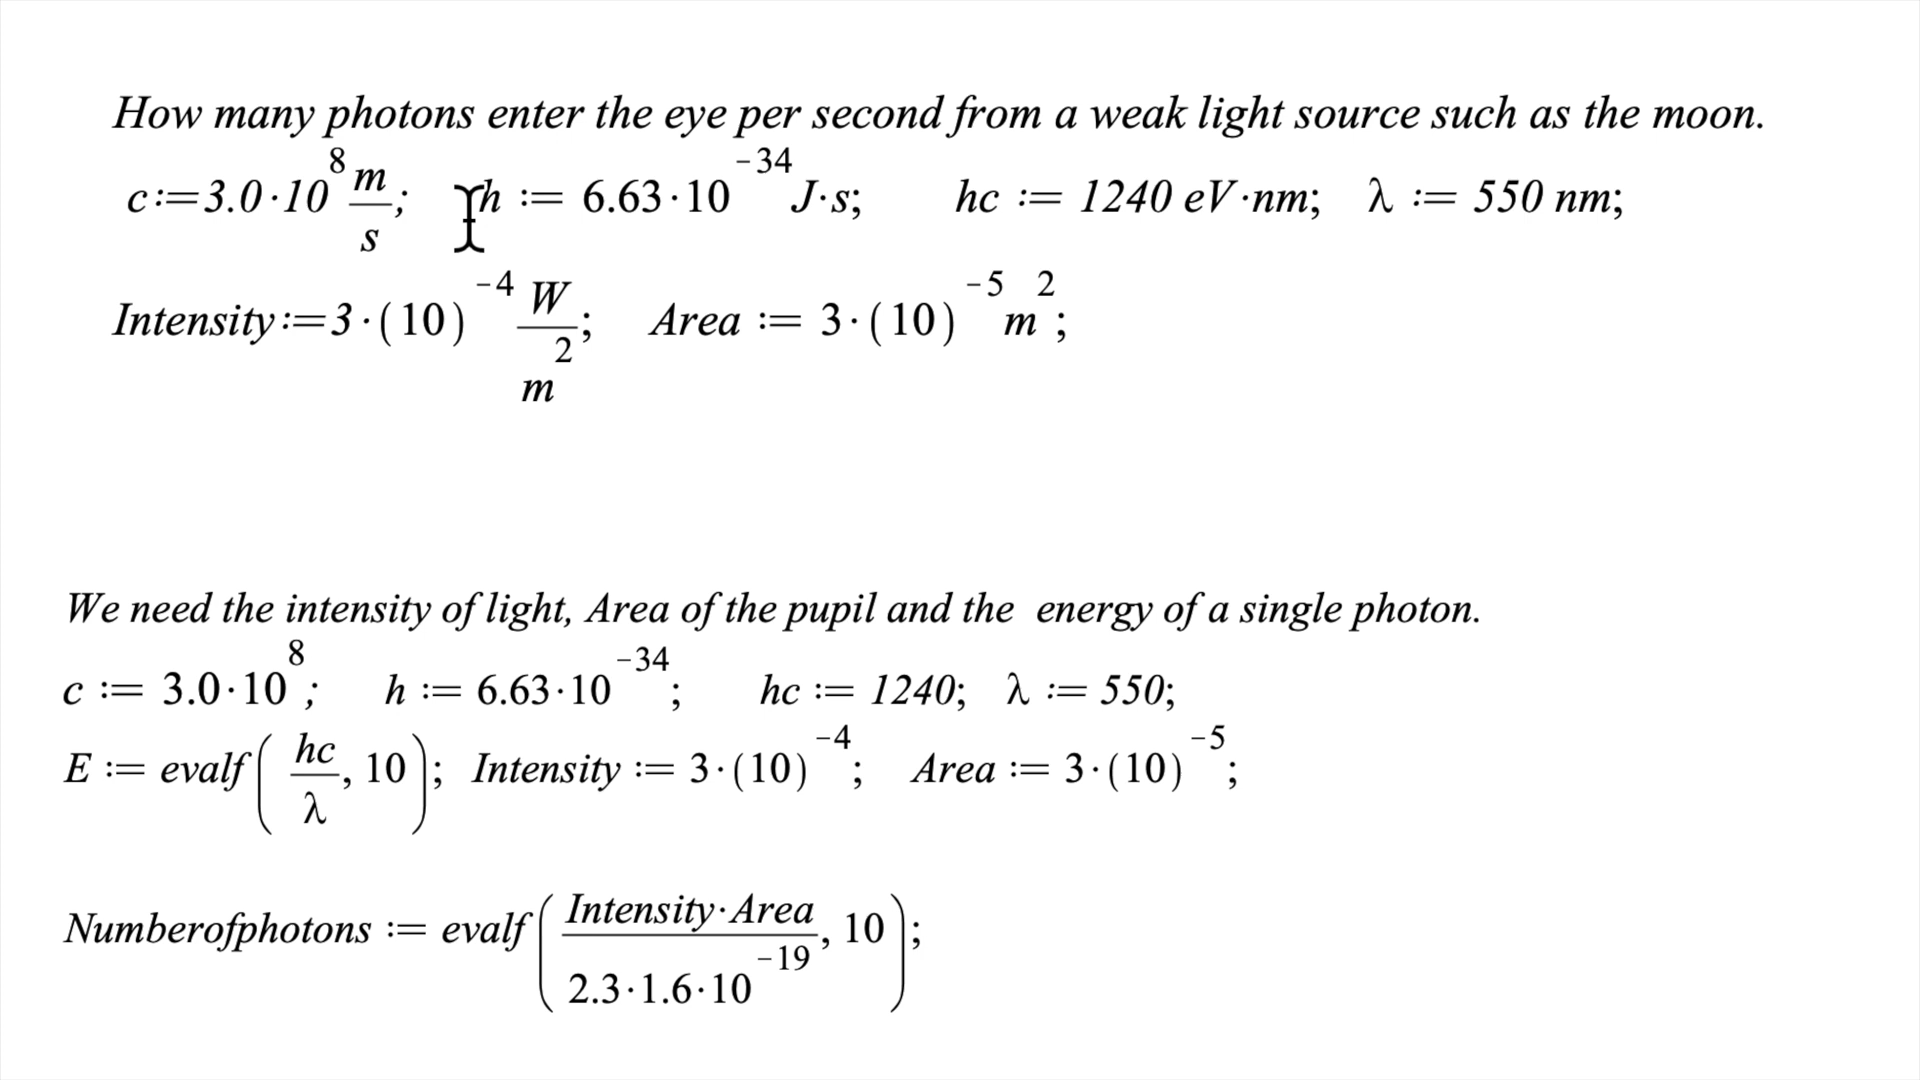 How many photons enter the eye per second from a weak light source such as the moon.
c:=3.0·10^8 m/s; h := 6.63·10^-34 J·s; hc := 1240 eV·nm; λ := 550 nm;
Intensity:=3·(10)^-4 W/m^2; Area := 3·(10)^-5 m^2;
We need the intensity of light, Area of the pupil and the energy of a single photon.
c := 3.0·10^8; h := 6.63·10^-34; hc := 1240; λ := 550;
E := evalf(hc/λ, 10); Intensity := 3·(10)^-4; Area := 3·(10)^-5;
Numberofphotons := evalf(Intensity·Area/2.3·1.6·10^-19, 10);